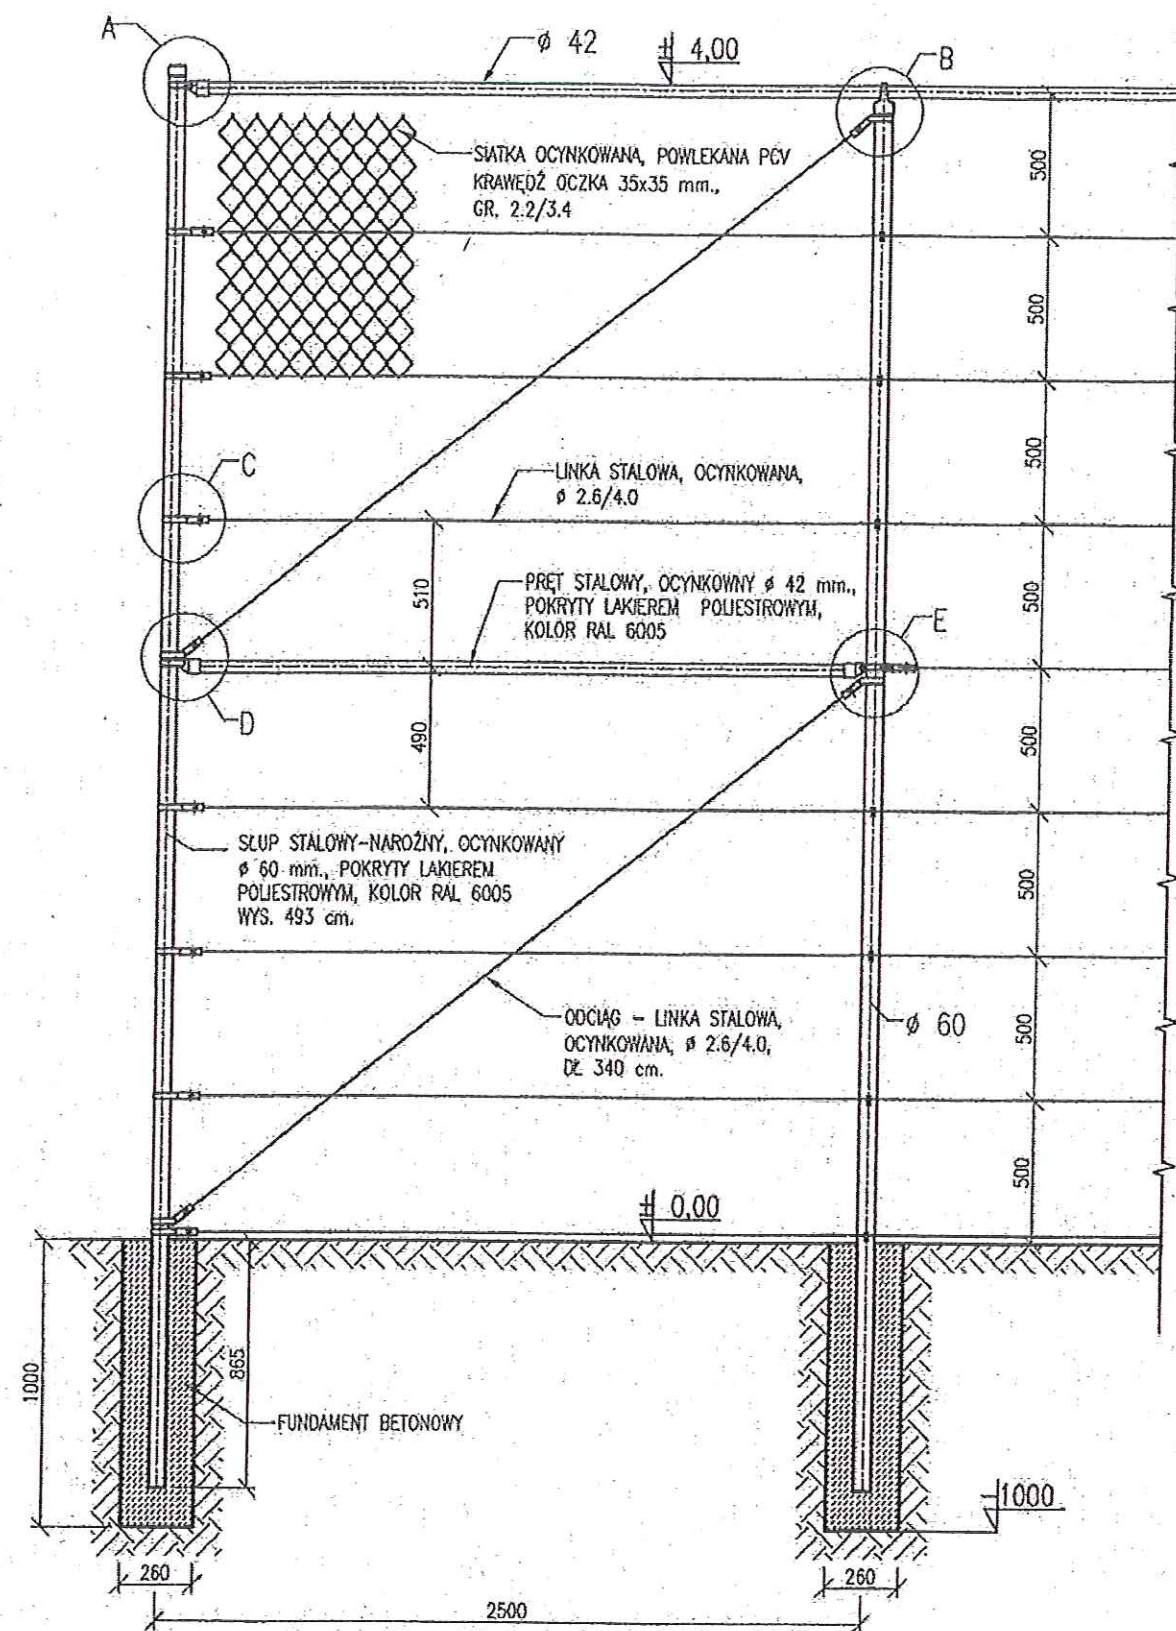 A
ø 42
± 4,00
B
SIATKA OCYNKOWANA, POWLEKANA PCV
KRAWĘDŹ OCZKA 35x35 mm.,
GR. 2.2/3.4
500
500
C
LINKA STALOWA, OCYNKOWANA,
ø 2.6/4.0
500
510
PRĘT STALOWY, OCYNKOWNY ø 42 mm.,
POKRYTY LAKIEREM POLIESTROWYM,
KOLOR RAL 6005
500
E
D
490
500
SŁUP STALOWY-NAROŻNY, OCYNKOWANY
ø 60 mm., POKRYTY LAKIEREM
POLIESTROWYM, KOLOR RAL 6005
WYS. 493 cm.
500
ODCIĄG - LINKA STALOWA,
OCYNKOWANA, ø 2.6/4.0,
DŁ. 340 cm.
ø 60
500
500
± 0,00
1000
865
FUNDAMENT BETONOWY
-1000
260
260
2500